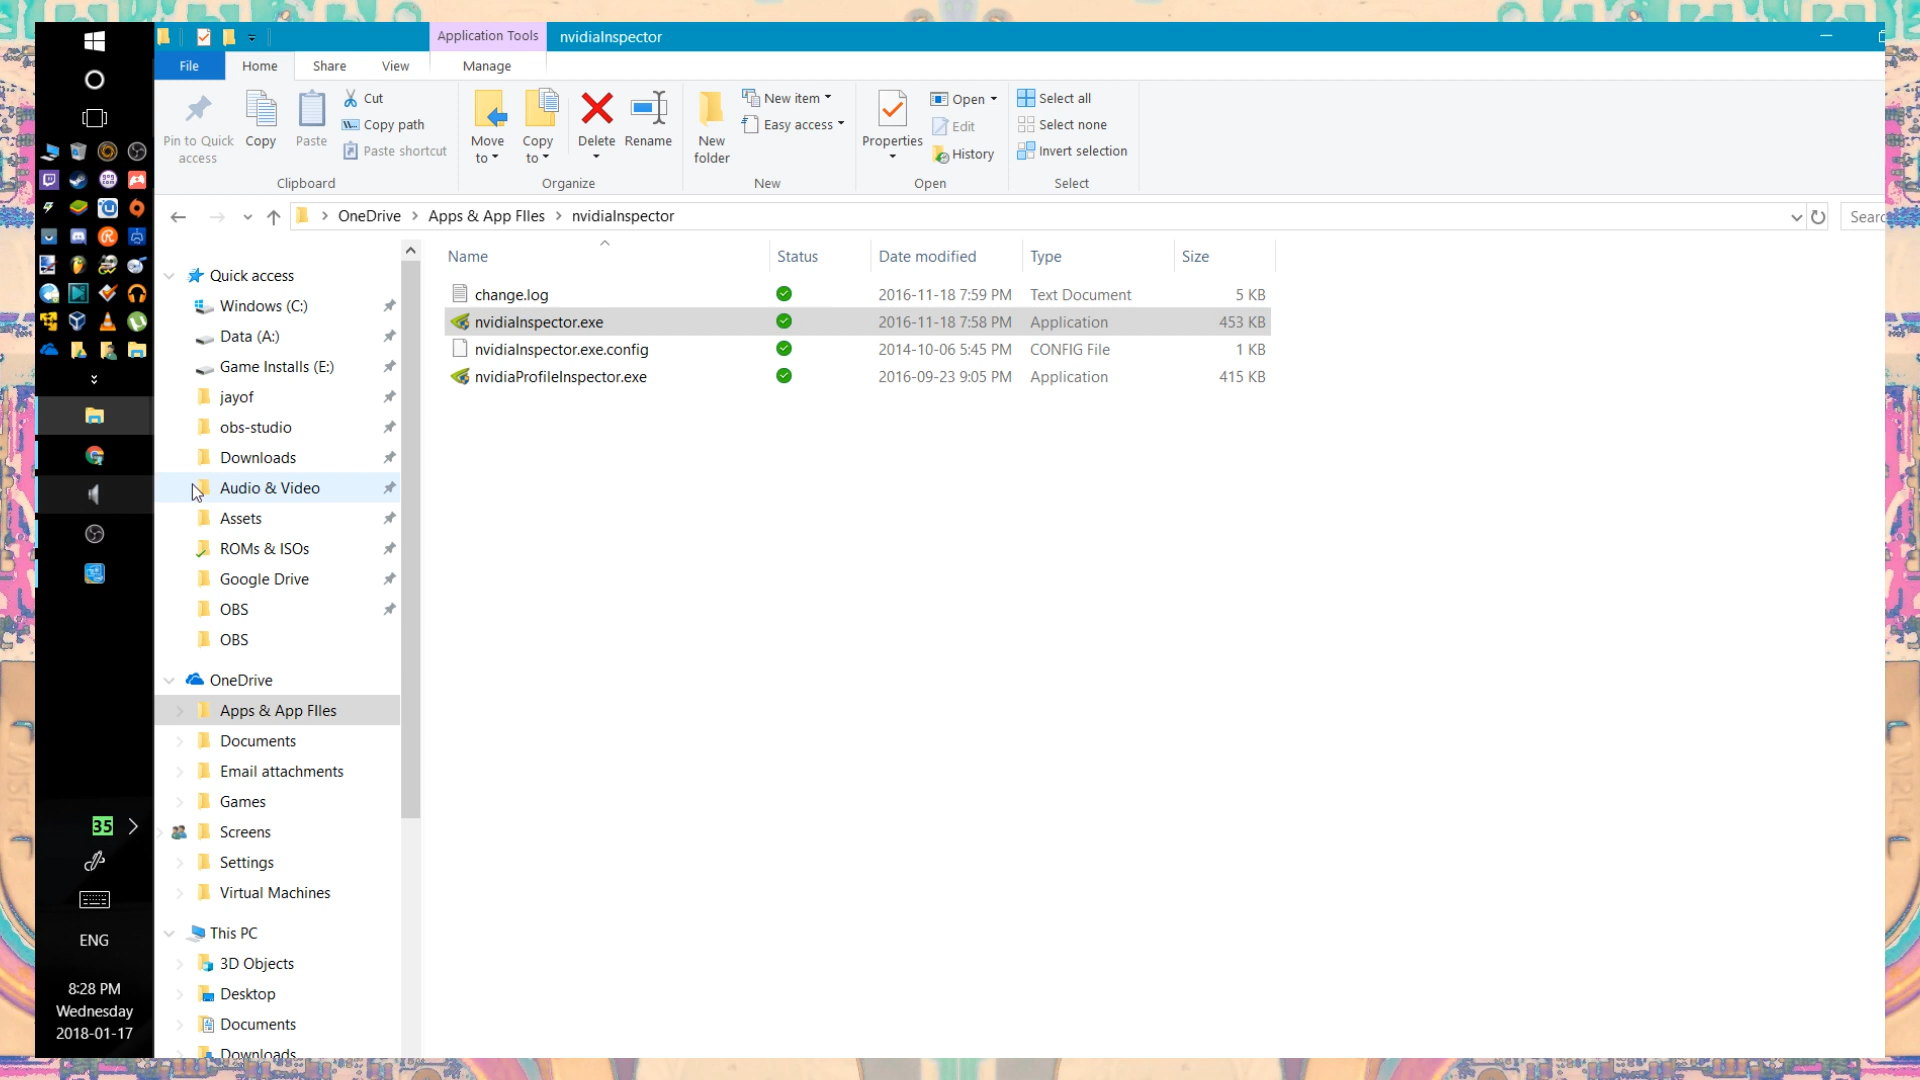 Application Tools
nvidiaInspector
File
Home
Share
View
Manage
Pin to Quick access
Copy
Paste
Cut
Copy path
Paste shortcut
Clipboard
Move to
Copy to
Delete
Rename
Organize
New folder
New item
Easy access
New
Properties
Open
Edit
History
Open
Select all
Select none
Invert selection
Select
OneDrive
Apps & App FIles
nvidiaInspector
Searc
Name
Status
Date modified
Type
Size
change.log
2016-11-18 7:59 PM
Text Document
5 KB
nvidiaInspector.exe
2016-11-18 7:58 PM
Application
453 KB
nvidiaInspector.exe.config
2014-10-06 5:45 PM
CONFIG File
1 KB
nvidiaProfileInspector.exe
2016-09-23 9:05 PM
Application
415 KB
Quick access
Windows (C:)
Data (A:)
Game Installs (E:)
jayof
obs-studio
Downloads
Audio & Video
Assets
ROMs & ISOs
Google Drive
OBS
OBS
OneDrive
Apps & App FIles
Documents
Email attachments
Games
Screens
Settings
Virtual Machines
This PC
3D Objects
Desktop
Documents
Downloads
35
ENG
8:28 PM
Wednesday
2018-01-17